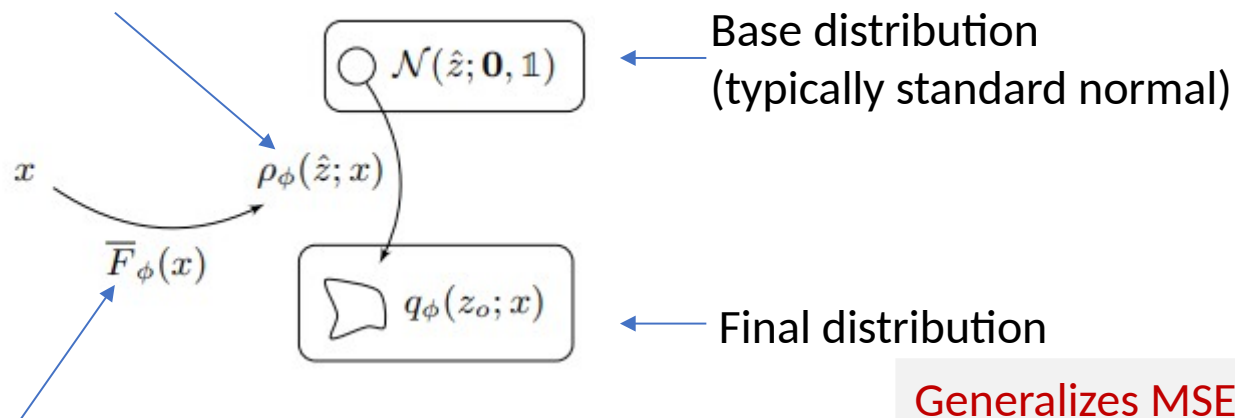 𝒩(ẑ; 𝟎, 𝟙)
Base distribution
(typically standard normal)
x
ρ_ϕ(ẑ; x)
F̅_ϕ(x)
q_ϕ(z_o; x)
Final distribution
Generalizes MSE